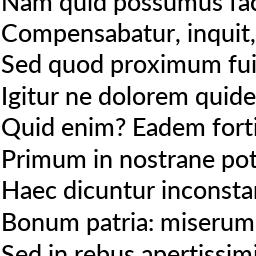 Nam quid possumus fac
Compensabatur, inquit,
Sed quod proximum fui
Igitur ne dolorem quide
Quid enim? Eadem forti
Primum in nostrane pot
Haec dicuntur inconsta
Bonum patria: miserum
Sed in rebus apertissimi